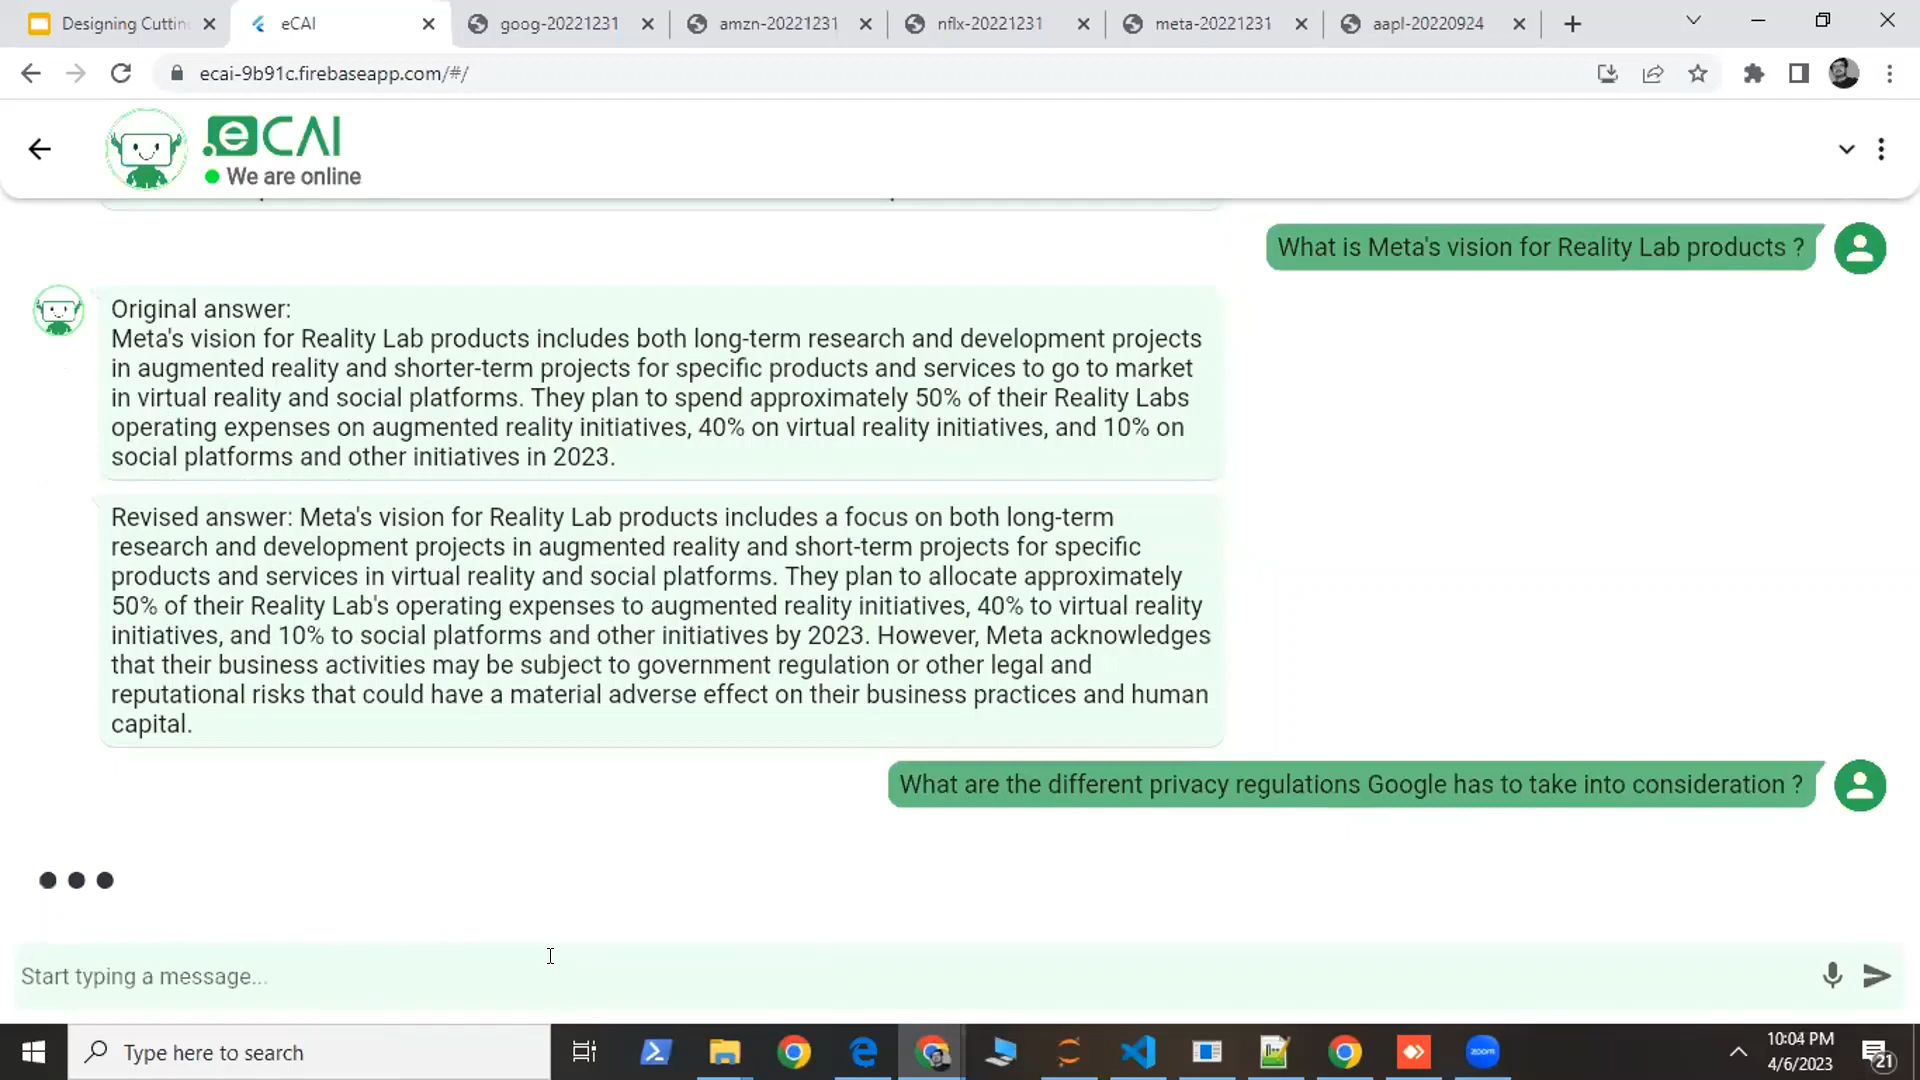 Designing Cuttin
eCAI
goog-20221231
amzn-20221231
nflx-20221231
meta-20221231
aapl-20220924
ecai-9b91c.firebaseapp.com/#/
.eCAI
We are online
What is Meta's vision for Reality Lab products ?
Original answer:
Meta's vision for Reality Lab products includes both long-term research and development projects
in augmented reality and shorter-term projects for specific products and services to go to market
in virtual reality and social platforms. They plan to spend approximately 50% of their Reality Labs
operating expenses on augmented reality initiatives, 40% on virtual reality initiatives, and 10% on
social platforms and other initiatives in 2023.
Revised answer: Meta's vision for Reality Lab products includes a focus on both long-term
research and development projects in augmented reality and short-term projects for specific
products and services in virtual reality and social platforms. They plan to allocate approximately
50% of their Reality Lab's operating expenses to augmented reality initiatives, 40% to virtual reality
initiatives, and 10% to social platforms and other initiatives by 2023. However, Meta acknowledges
that their business activities may be subject to government regulation or other legal and
reputational risks that could have a material adverse effect on their business practices and human
capital.
What are the different privacy regulations Google has to take into consideration ?
Start typing a message...
Type here to search
zoom
10:04 PM
4/6/2023
21